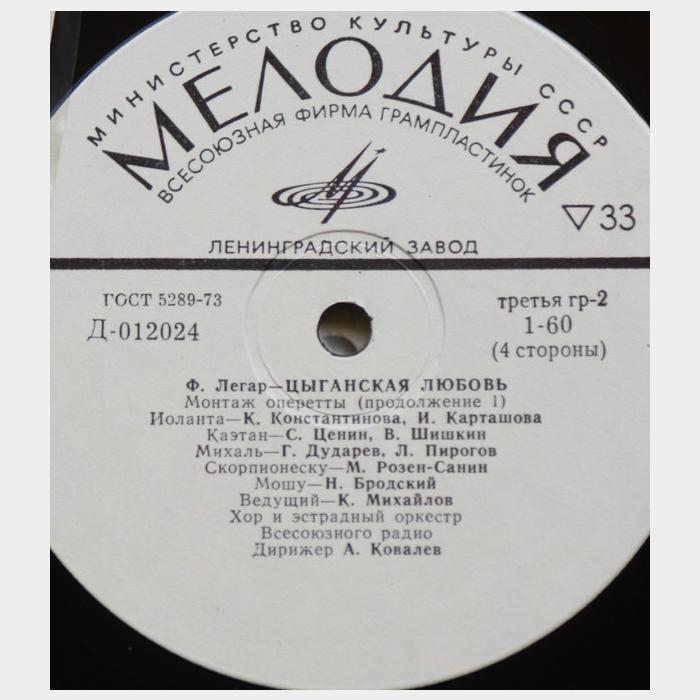 МИНИСТЕРСТВО КУЛЬТУРЫ СССР
МЕЛОДИЯ
ВСЕСОЮЗНАЯ ФИРМА ГРАМПЛАСТИНОК
▽33
ЛЕНИНГРАДСКИЙ ЗАВОД
ГОСТ 5289-73
Д-012024
третья гр-2
1-60
(4 стороны)
Ф. Легар—ЦЫГАНСКАЯ ЛЮБОВЬ
Монтаж оперетты (продолжение 1)
Иоланта—К. Константинова, И. Карташова
Каэтан—С. Ценин, В. Шишкин
Михаль—Г. Дударев, Л. Пирогов
Скорпионеску—М. Розен-Санин
Мошу—Н. Бродский
Ведущий—К. Михайлов
Хор и эстрадный оркестр
Всесоюзного радио
Дирижер А. Ковалев